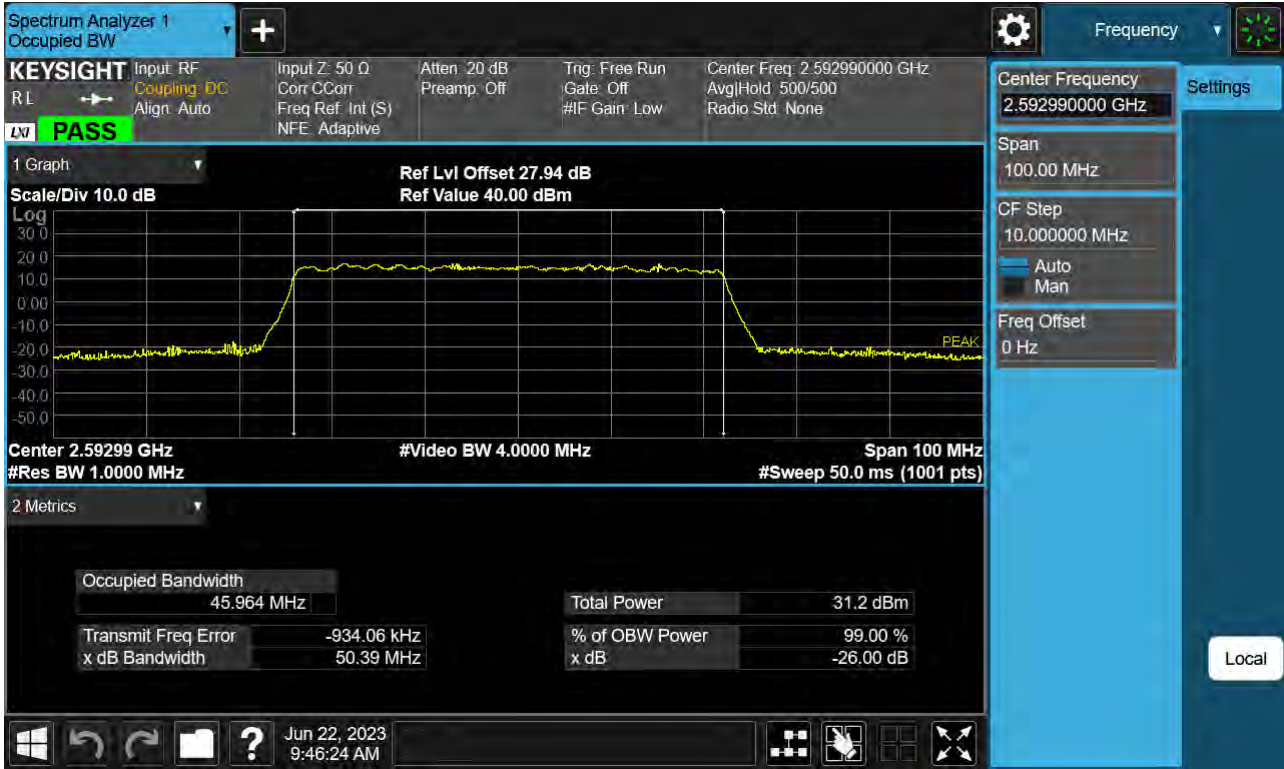 Spectrum Analyzer 1
Occupied BW
+
Frequency
KEYSIGHT
R L
LXI
PASS
Input: RF
Coupling: DC
Align: Auto
Input Z: 50 Ω
Corr CCorr
Freq Ref: Int (S)
NFE: Adaptive
Atten: 20 dB
Preamp: Off
Trig: Free Run
Gate: Off
#IF Gain: Low
Center Freq: 2.592990000 GHz
Avg|Hold: 500/500
Radio Std: None
Center Frequency
2.592990000 GHz
Settings
Span
100.00 MHz
CF Step
10.000000 MHz
Auto
Man
Freq Offset
0 Hz
Local
1 Graph
Scale/Div 10.0 dB
Ref Lvl Offset 27.94 dB
Ref Value 40.00 dBm
Log
30.0
20.0
10.0
0.00
-10.0
-20.0
-30.0
-40.0
-50.0
PEAK
Center 2.59299 GHz
#Video BW 4.0000 MHz
Span 100 MHz
#Res BW 1.0000 MHz
#Sweep 50.0 ms (1001 pts)
2 Metrics
Occupied Bandwidth
45.964 MHz
Total Power 31.2 dBm
Transmit Freq Error -934.06 kHz
% of OBW Power 99.00 %
x dB Bandwidth 50.39 MHz
x dB -26.00 dB
?
Jun 22, 2023
9:46:24 AM